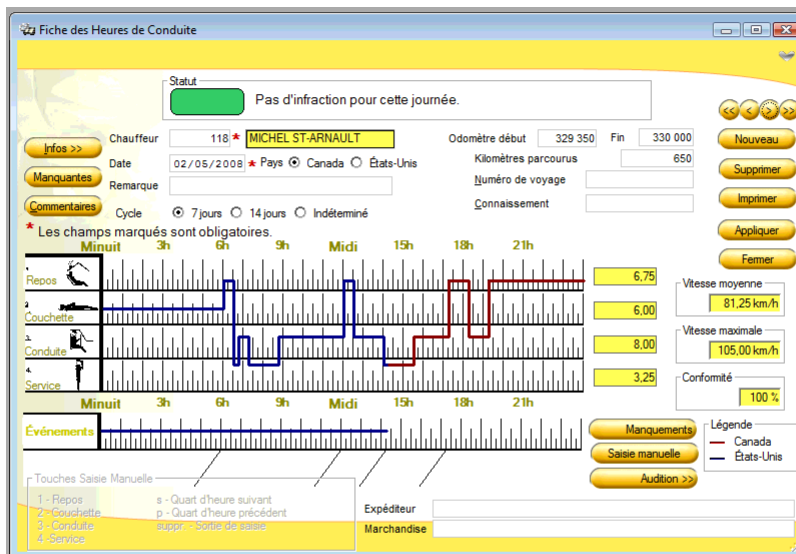 Fiche des Heures de Conduite
Statut
Pas d'infraction pour cette journée.
<< < > >>
Infos >>
Chauffeur 118 * MICHEL ST-ARNAULT
Odomètre début 329 350 Fin 330 000
Nouveau
Manquantes
Date 02/05/2008 * Pays Canada États-Unis
Kilomètres parcourus 650
Supprimer
Remarque
Numéro de voyage
Commentaires
Cycle 7 jours 14 jours Indéterminé
Connaissement
Imprimer
* Les champs marqués sont obligatoires.
Appliquer
Minuit 3h 6h 9h Midi 15h 18h 21h
Fermer
1. Repos 6,75
Vitesse moyenne
81,25 km/h
2. Couchette 6,00
Vitesse maximale
105,00 km/h
3. Conduite 8,00
4. Service 3,25
Conformité
100 %
Minuit 3h 6h 9h Midi 15h 18h 21h
Événements
Manquements
Saisie manuelle
Audition >>
Légende
Canada
États-Unis
Touches Saisie Manuelle
1 - Repos s - Quart d'heure suivant
2 - Couchette p - Quart d'heure précédent
3 - Conduite suppr. - Sortie de saisie
4 -Service
Expéditeur
Marchandise